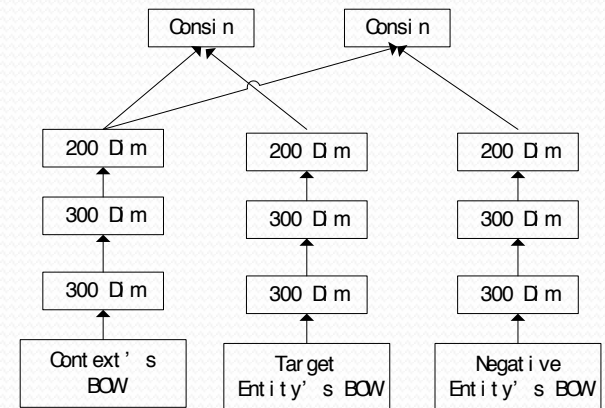 Consin Consin
200 Dim 200 Dim 200 Dim
300 Dim 300 Dim 300 Dim
300 Dim 300 Dim 300 Dim
Context's Target Negative
BOW Entity's BOW Entity's BOW